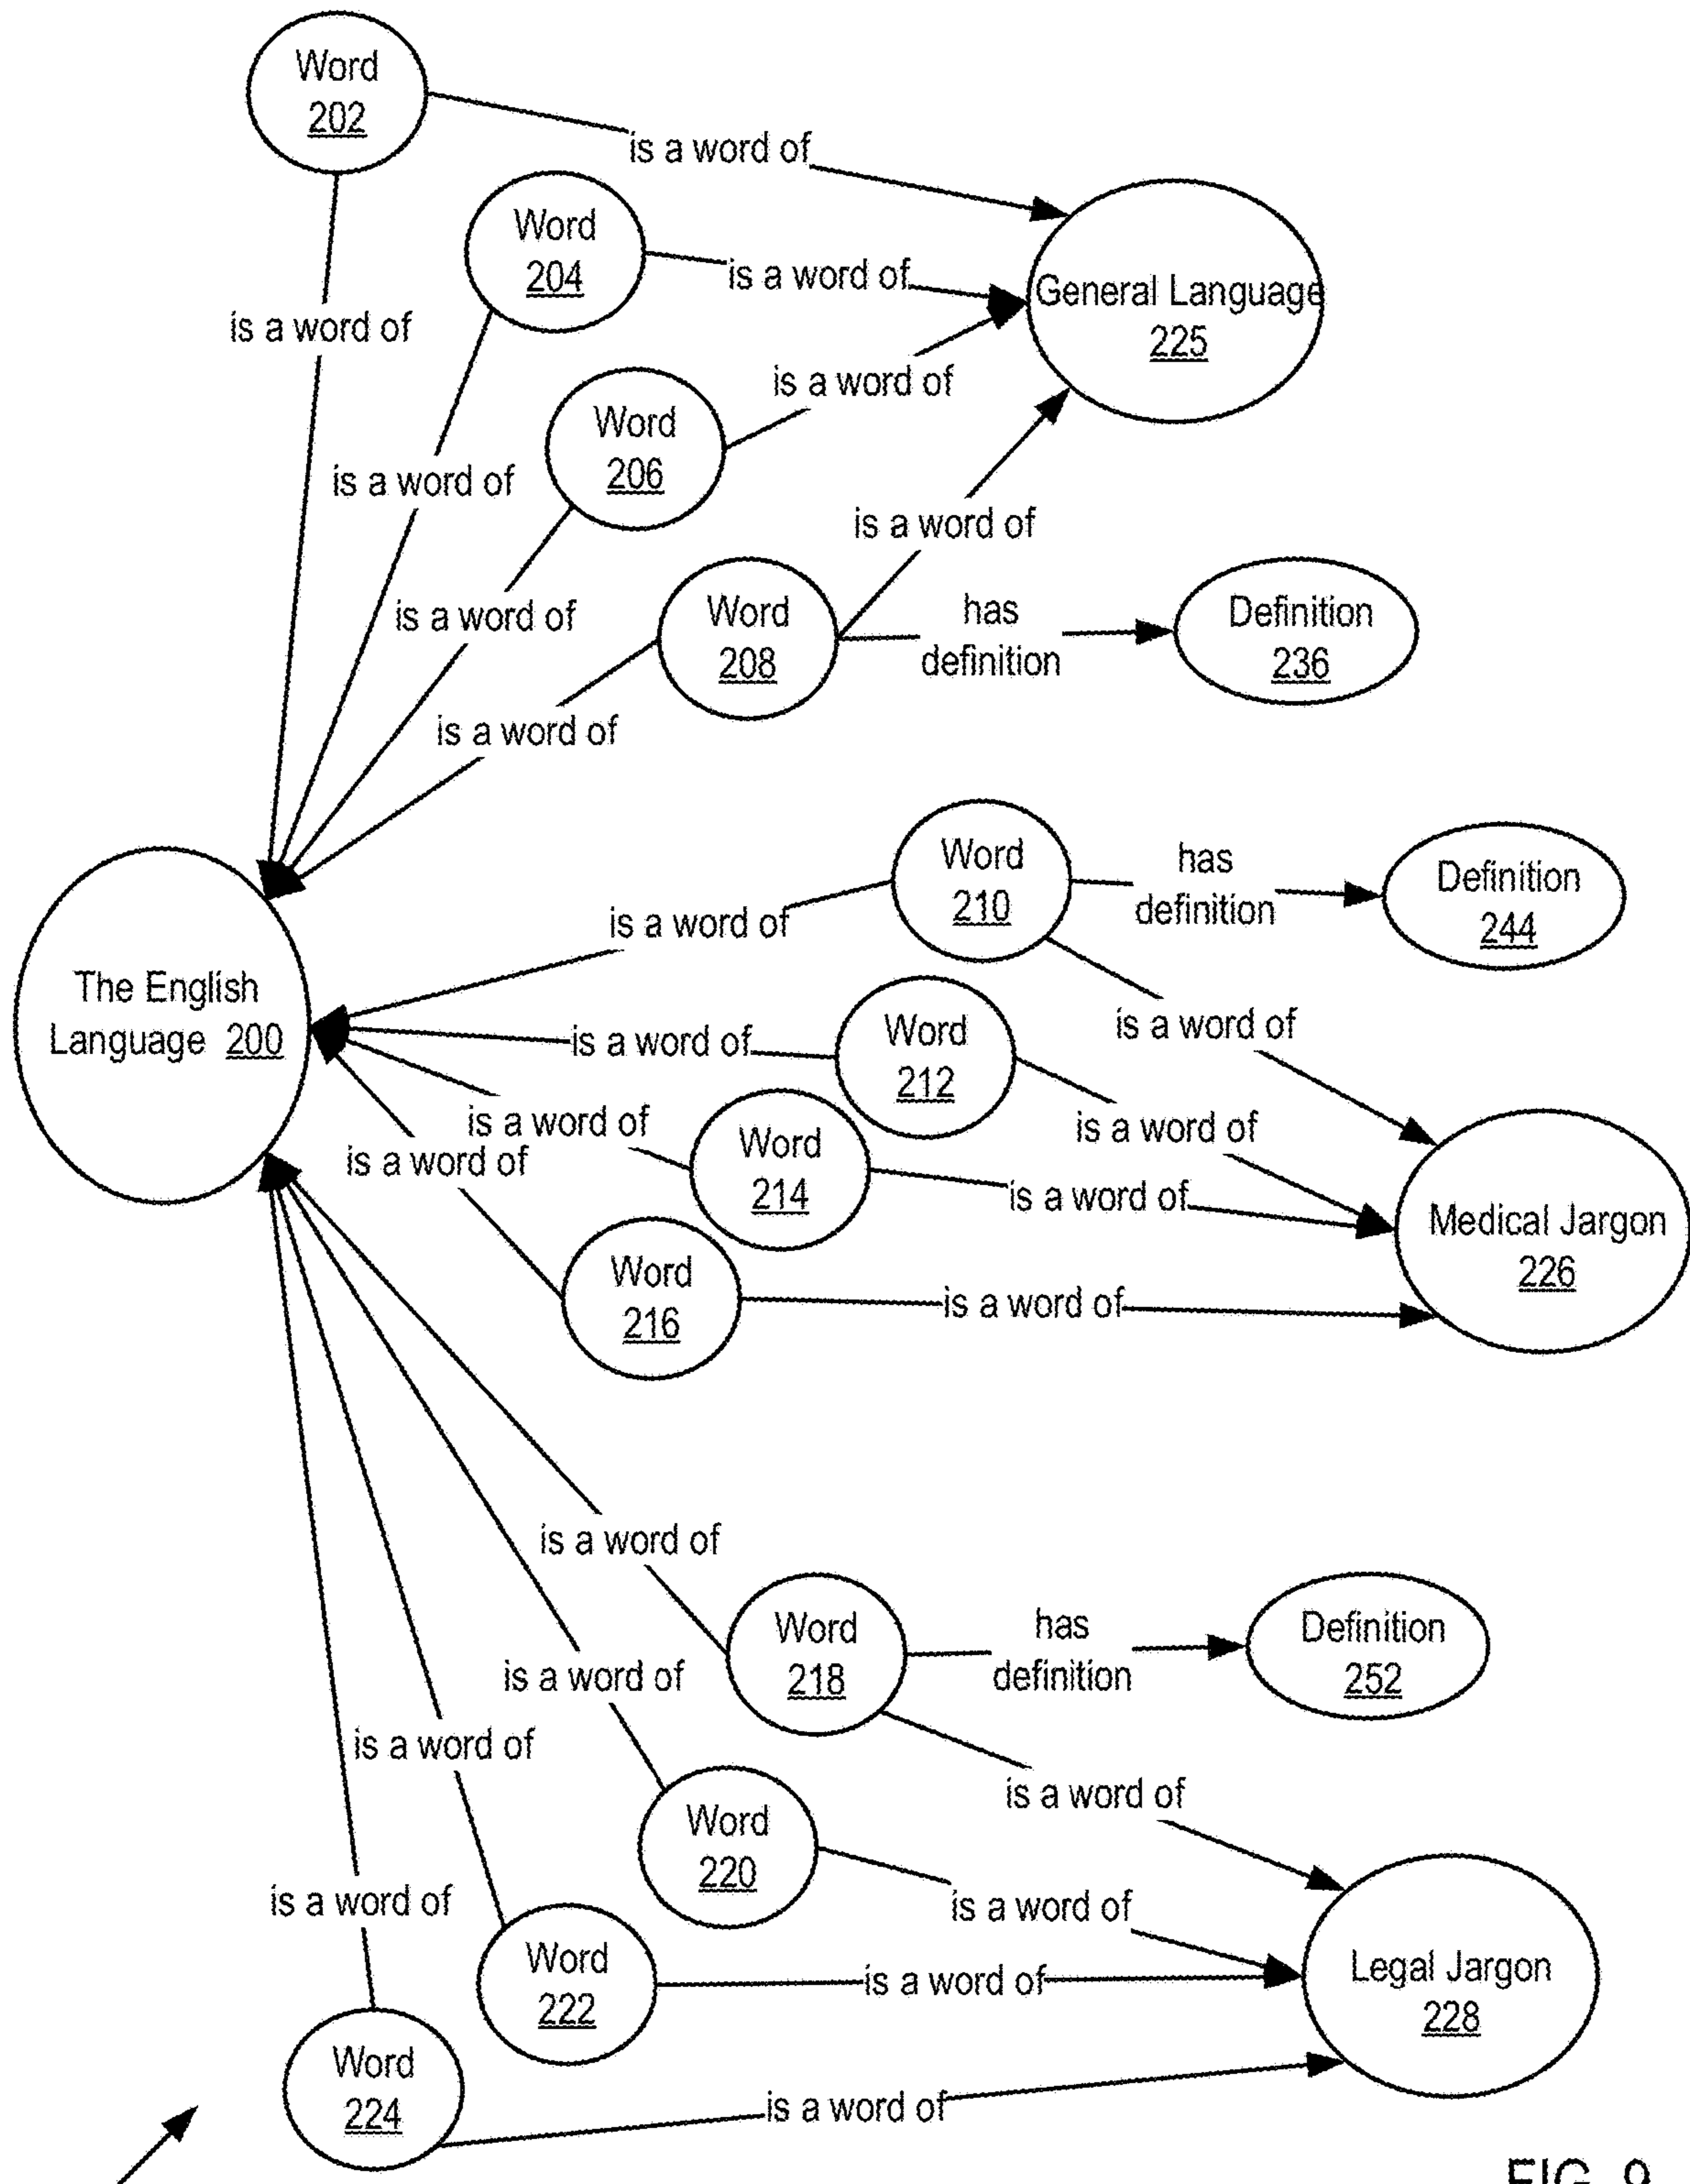 Word
202
is a word of
Word
204
is a word of
General Language
225
is a word of
is a word of
Word
206
is a word of
is a word of
is a word of
Word
208
has
definition
Definition
236
is a word of
is a word of
Word
210
has
definition
Definition
244
is a word of
The English
Language 200
is a word of
Word
212
is a word of
is a word of
Word
214
is a word of
Medical Jargon
226
is a word of
Word
216
is a word of
is a word of
Word
218
has
definition
Definition
252
is a word of
is a word of
is a word of
Word
220
is a word of
is a word of
Word
222
is a word of
Legal Jargon
228
Word
224
is a word of
FIG. 9